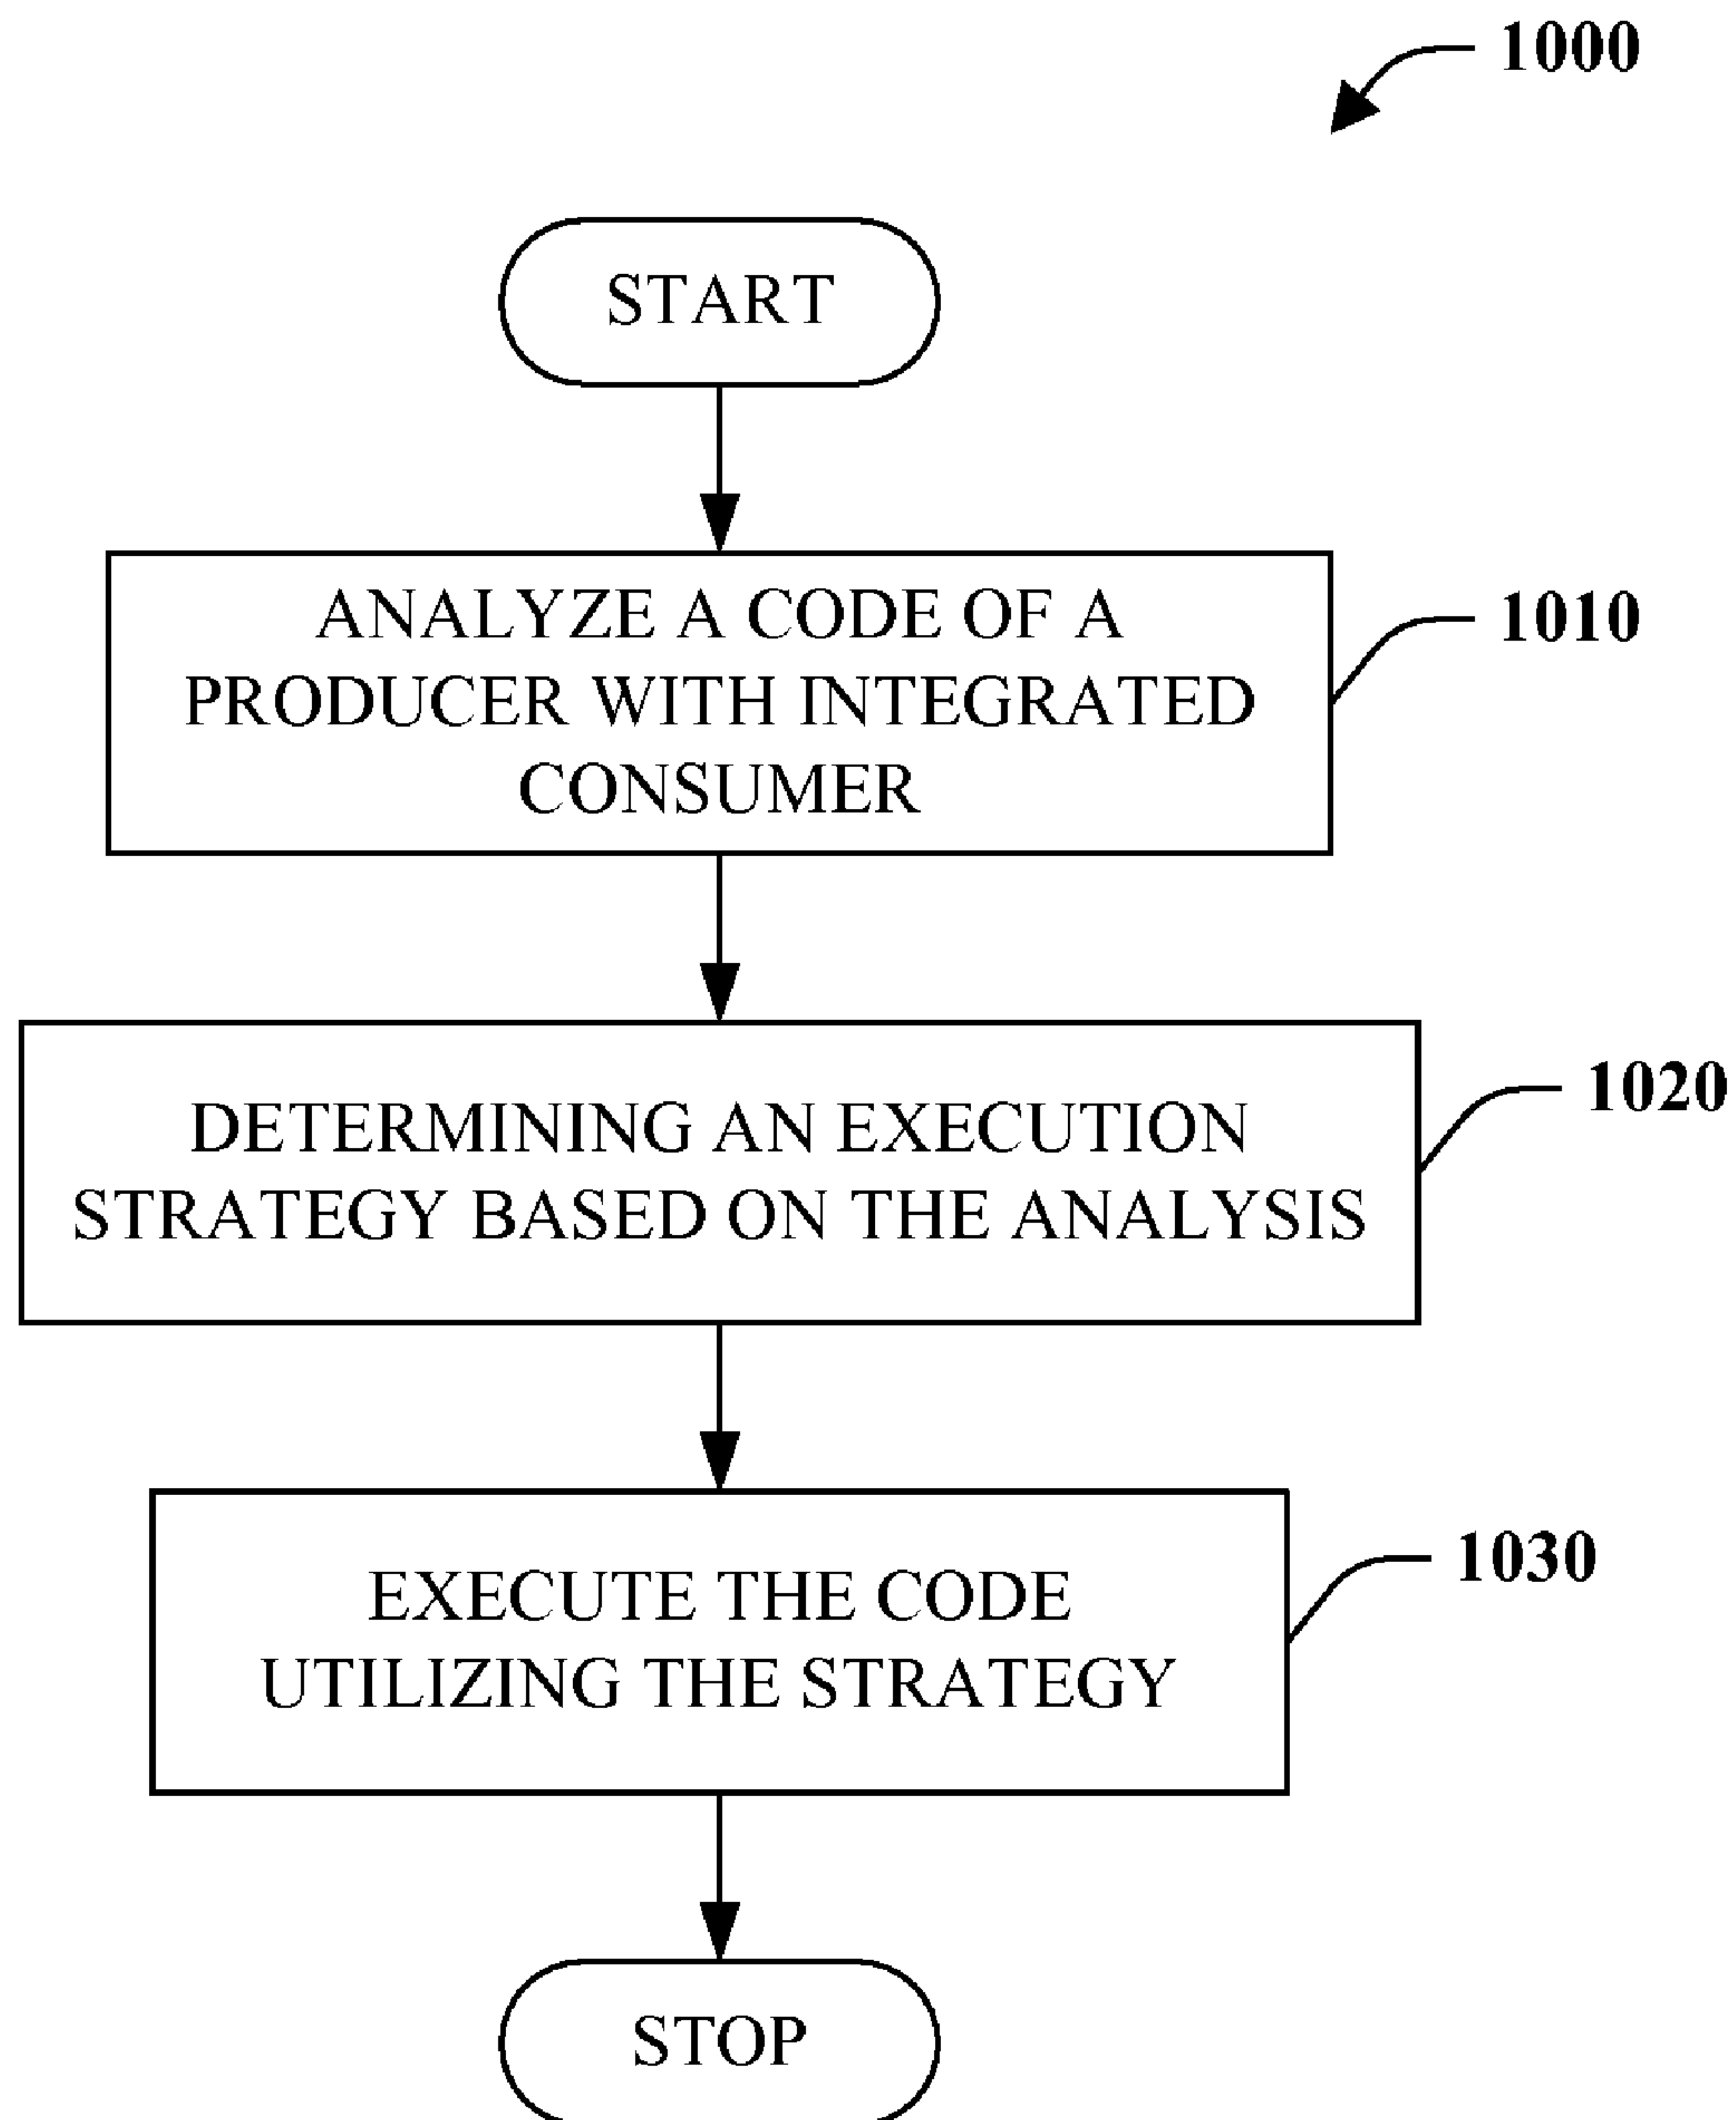 1000
START
ANALYZE A CODE OF A
PRODUCER WITH INTEGRATED
CONSUMER
1010
DETERMINING AN EXECUTION
STRATEGY BASED ON THE ANALYSIS
1020
EXECUTE THE CODE
UTILIZING THE STRATEGY
1030
STOP